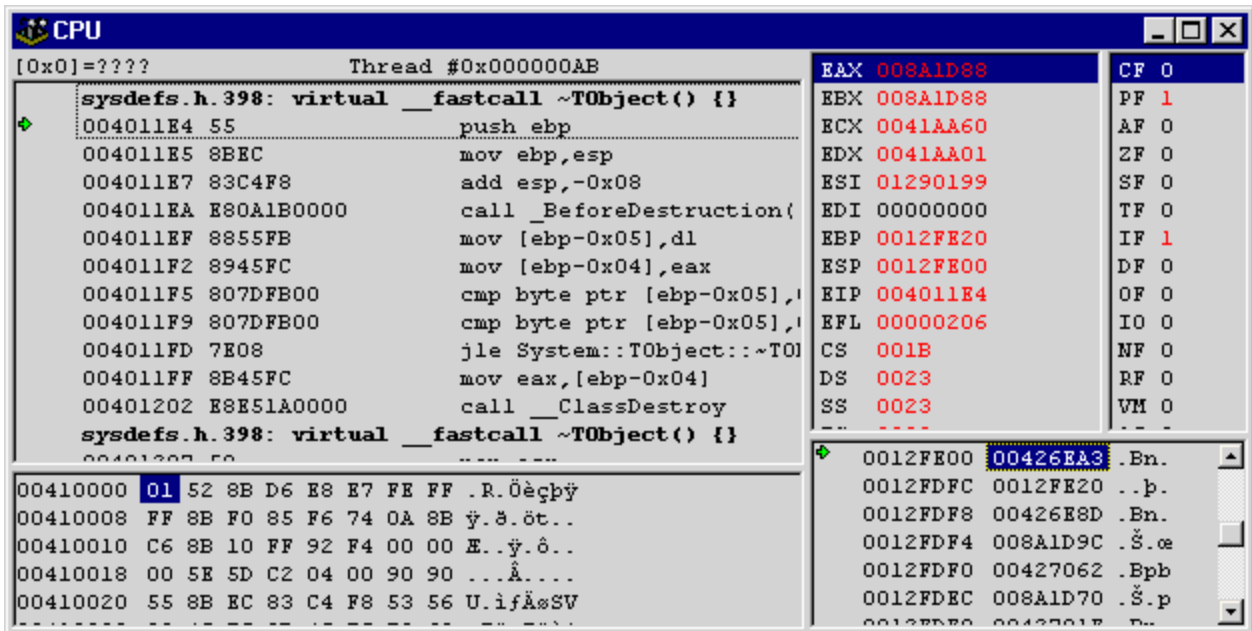 CPU
[0x0]=???? Thread #0x000000AB
sysdefs.h.398: virtual __fastcall ~TObject() {}
004011E4 55 push ebp
004011E5 8BEC mov ebp,esp
004011E7 83C4F8 add esp,-0x08
004011EA E80A1B0000 call _BeforeDestruction(
004011EF 8855FB mov [ebp-0x05],dl
004011F2 8945FC mov [ebp-0x04],eax
004011F5 807DFB00 cmp byte ptr [ebp-0x05],
004011F9 807DFB00 cmp byte ptr [ebp-0x05],
004011FD 7E08 jle System::TObject::~TO
004011FF 8B45FC mov eax,[ebp-0x04]
00401202 E8E51A0000 call __ClassDestroy
sysdefs.h.398: virtual __fastcall ~TObject() {}
EAX 008A1D88
EBX 008A1D88
ECX 0041AA60
EDX 0041AA01
ESI 01290199
EDI 00000000
EBP 0012FE20
ESP 0012FE00
EIP 004011E4
EFL 00000206
CS 001B
DS 0023
SS 0023
CF 0
PF 1
AF 0
ZF 0
SF 0
TF 0
IF 1
DF 0
OF 0
IO 0
NF 0
RF 0
VM 0
00410000 01 52 8B D6 E8 E7 FE FF .R.Öèçþÿ
00410008 FF 8B F0 85 F6 74 0A 8B ÿ.ð.öt..
00410010 C6 8B 10 FF 92 F4 00 00 Æ..ÿ.ô..
00410018 00 5E 5D C2 04 00 90 90 ...Â....
00410020 55 8B EC 83 C4 F8 53 56 U.ìƒÄøSV
0012FE00 00426EA3 .Bn.
0012FDFC 0012FE20 ..þ.
0012FDF8 00426E8D .Bn.
0012FDF4 008A1D9C .Š.œ
0012FDF0 00427062 .Bpb
0012FDEC 008A1D70 .Š.p